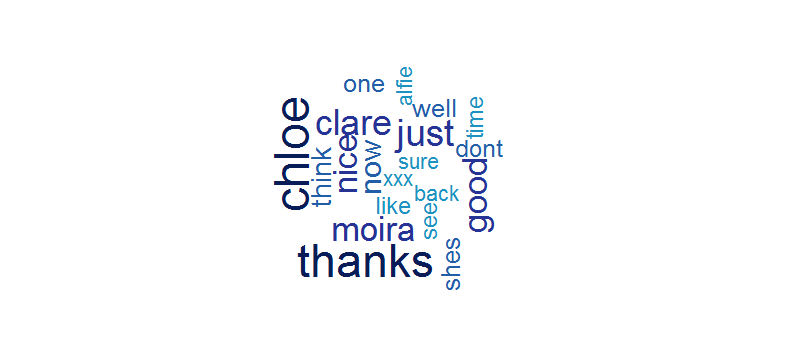 alfie
one
well
time
chloe
clare
just
dont
think
nice
now
sure
xxx
good
back
like
see
moira
shes
thanks